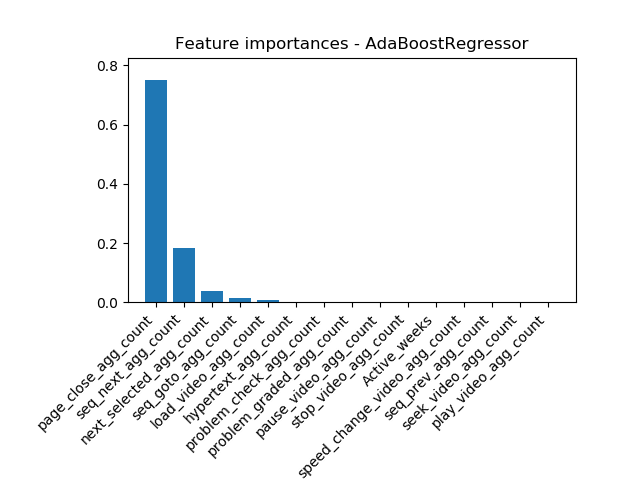 Feature importances - AdaBoostRegressor
0.8
0.6
0.4
0.2
0.0
page_close_agg_count
seq_next_agg_count
next_selected_agg_count
seq_goto_agg_count
load_video_agg_count
hypertext_agg_count
problem_check_agg_count
problem_graded_agg_count
pause_video_agg_count
stop_video_agg_count
Active_weeks
speed_change_video_agg_count
seq_prev_agg_count
seek_video_agg_count
play_video_agg_count